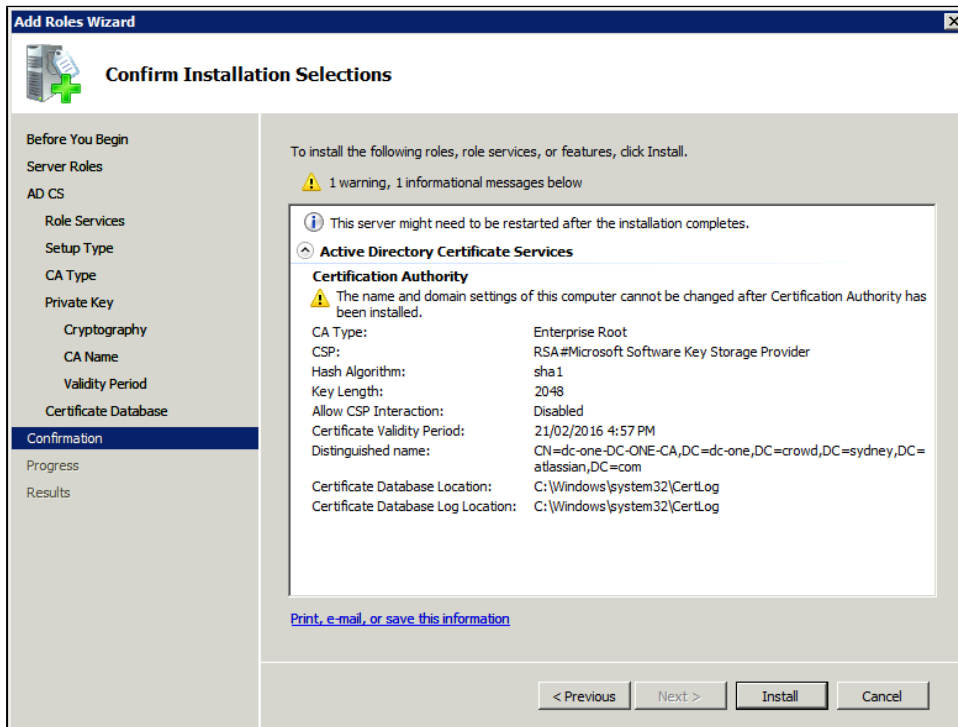 Add Roles Wizard
Confirm Installation Selections
Before You Begin
Server Roles
AD CS
Role Services
Setup Type
CA Type
Private Key
Cryptography
CA Name
Validity Period
Certificate Database
Confirmation
Progress
Results
To install the following roles, role services, or features, click Install.
1 warning, 1 informational messages below
This server might need to be restarted after the installation completes.
Active Directory Certificate Services
Certification Authority
The name and domain settings of this computer cannot be changed after Certification Authority has
been installed.
CA Type: Enterprise Root
CSP: RSA#Microsoft Software Key Storage Provider
Hash Algorithm: sha1
Key Length: 2048
Allow CSP Interaction: Disabled
Certificate Validity Period: 21/02/2016 4:57 PM
Distinguished name: CN=dc-one-DC-ONE-CA,DC=dc-one,DC=crowd,DC=sydney,DC=
atlassian,DC=com
Certificate Database Location: C:\Windows\system32\CertLog
Certificate Database Log Location: C:\Windows\system32\CertLog
Print, e-mail, or save this information
< Previous Next > Install Cancel